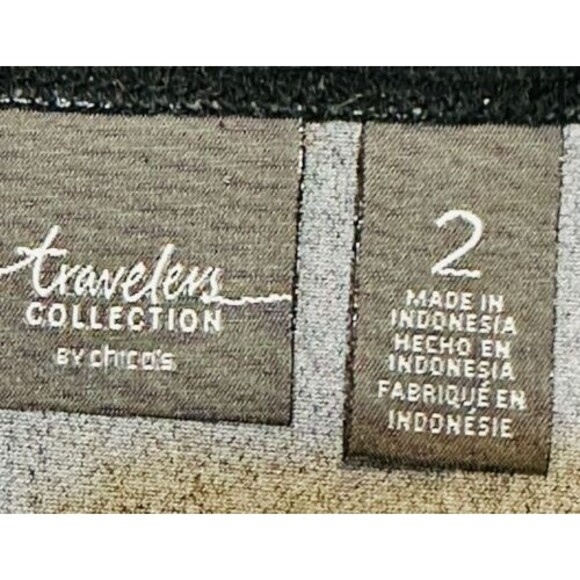 travelers
COLLECTION
BY chico's
2
MADE IN
INDONESIA
HECHO EN
INDONESIA
FABRIQUÉ EN
INDONÉSIE